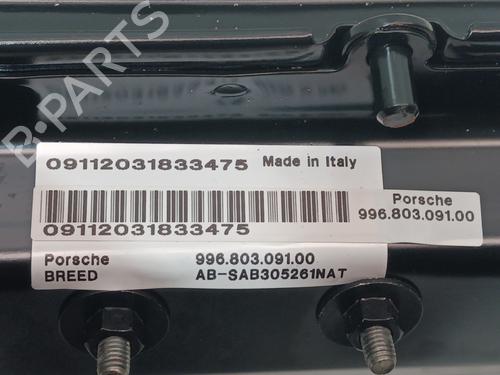 B-PARTS
09112031833475 Made in Italy
09112031833475
Porsche 996.803.091.00
BREED AB-SAB305261NAT
Porsche
996.803.091.00